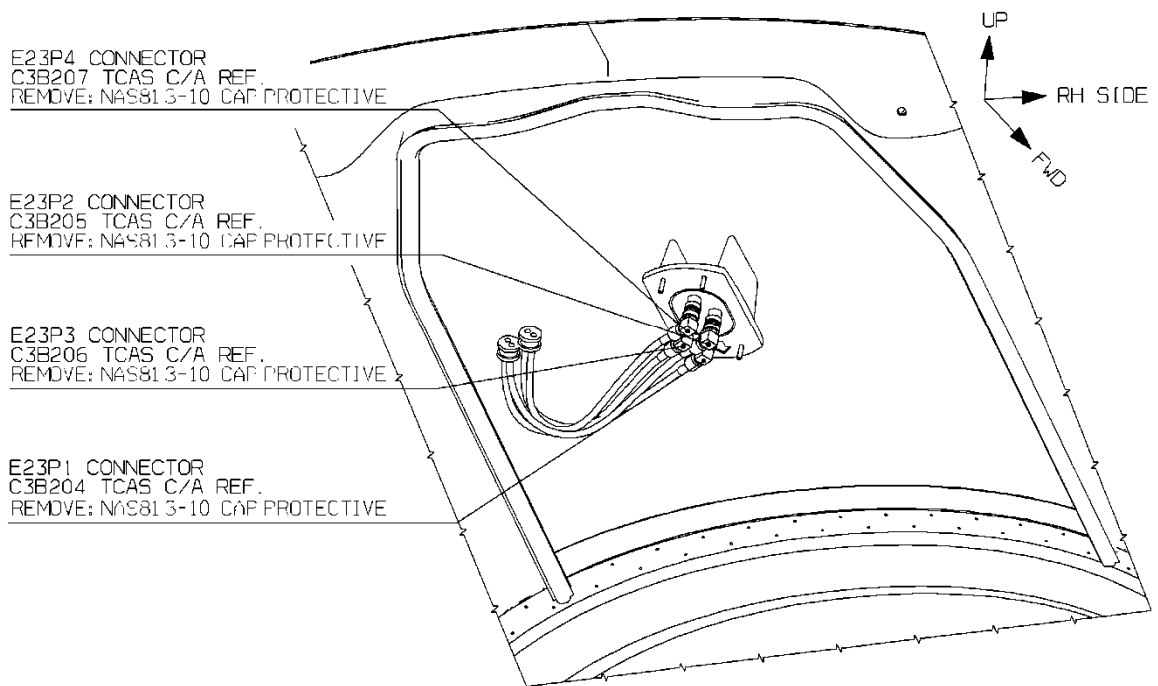 E23P4 CONNECTOR
C3B207 TCAS C/A REF.
REMOVE: NAS813-10 CAP PROTECTIVE
E23P2 CONNECTOR
C3B205 TCAS C/A REF.
REMOVE: NAS813-10 CAP PROTECTIVE
E23P3 CONNECTOR
C3B206 TCAS C/A REF.
REMOVE: NAS813-10 CAP PROTECTIVE
E23P1 CONNECTOR
C3B204 TCAS C/A REF.
REMOVE: NAS813-10 CAP PROTECTIVE
UP
RH SIDE
FWD